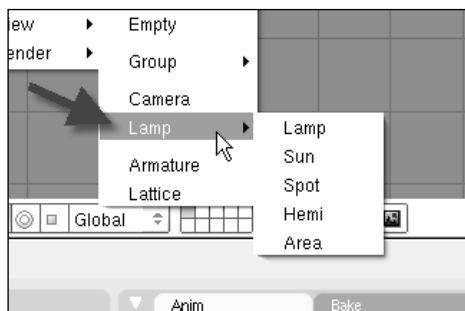 iew
ender
Empty
Group
Camera
Lamp
Armature
Lattice
Lamp
Sun
Spot
Hemi
Area
Global
Anim
Bake